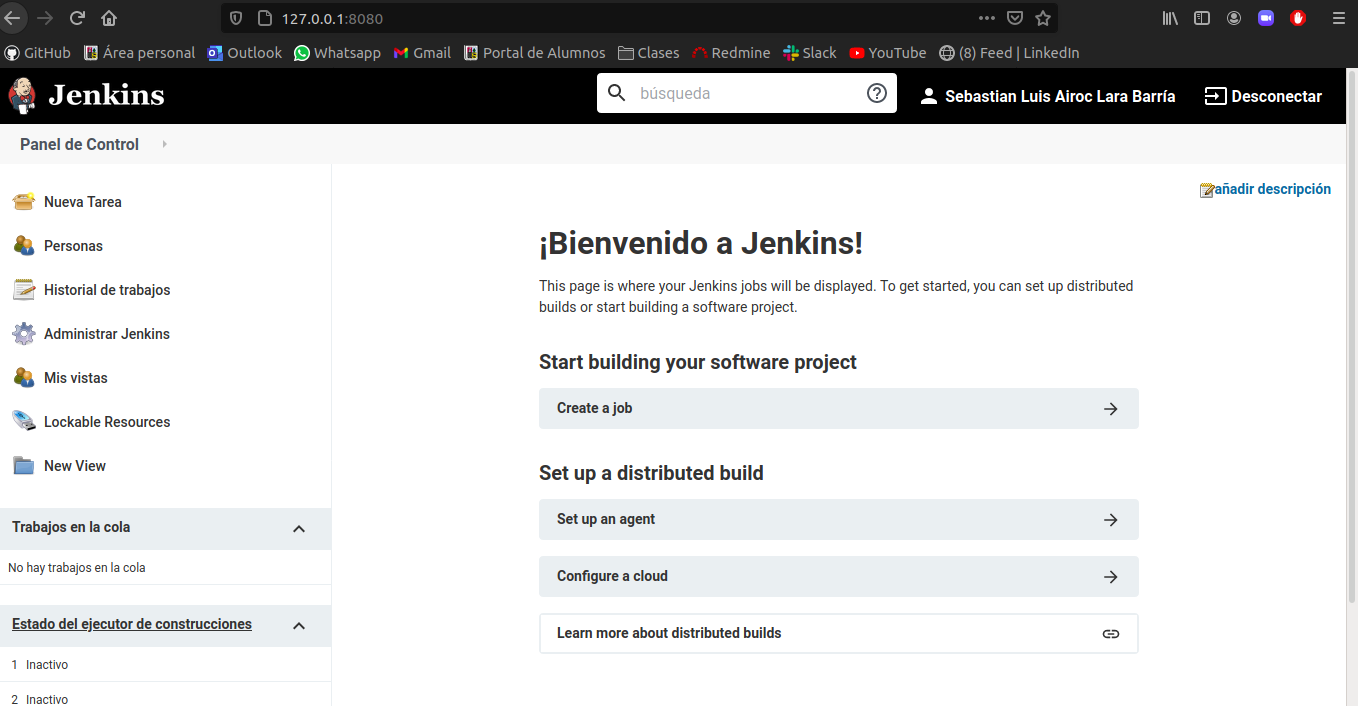 127.0.0.1:8080
GitHub Área personal Outlook Whatsapp Gmail Portal de Alumnos Clases Redmine Slack YouTube (8) Feed | LinkedIn
Jenkins búsqueda Sebastian Luis Airoc Lara Barría Desconectar
Panel de Control
añadir descripción
Nueva Tarea
Personas
Historial de trabajos
Administrar Jenkins
Mis vistas
Lockable Resources
New View
Trabajos en la cola
No hay trabajos en la cola
Estado del ejecutor de construcciones
1 Inactivo
2 Inactivo
¡Bienvenido a Jenkins!
This page is where your Jenkins jobs will be displayed. To get started, you can set up distributed
builds or start building a software project.
Start building your software project
Create a job
Set up a distributed build
Set up an agent
Configure a cloud
Learn more about distributed builds